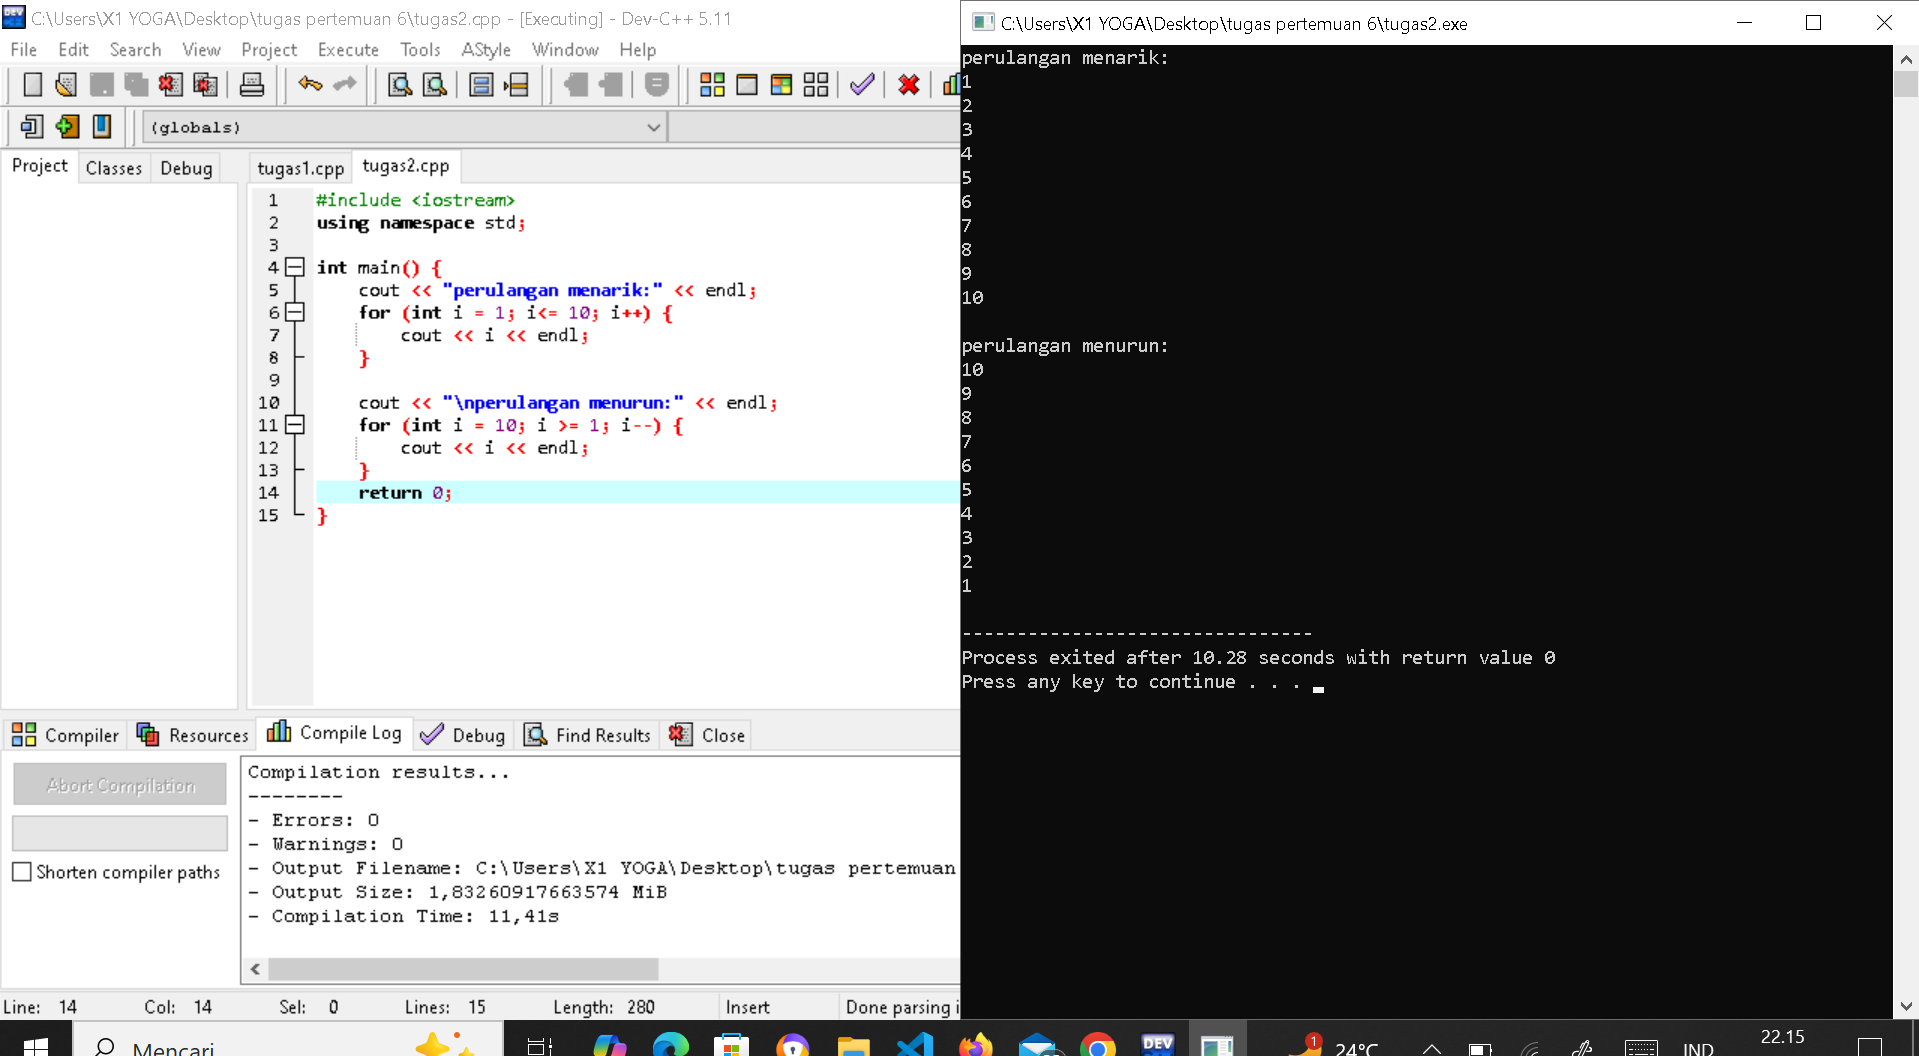 C:\Users\X1 YOGA\Desktop\tugas pertemuan 6\tugas2.cpp - [Executing] - Dev-C++ 5.11
File Edit Search View Project Execute Tools AStyle Window Help
(globals)
Project Classes Debug
tugas1.cpp tugas2.cpp
1 #include <iostream>
2 using namespace std;
3
4 int main() {
5 cout << "perulangan menarik:" << endl;
6 for (int i = 1; i<= 10; i++) {
7 cout << i << endl;
8 }
9
10 cout << "\nperulangan menurun:" << endl;
11 for (int i = 10; i >= 1; i--) {
12 cout << i << endl;
13 }
14 return 0;
15 }
Compiler Resources Compile Log Debug Find Results Close
Abort Compilation
Shorten compiler paths
Compilation results...
--------
- Errors: 0
- Warnings: 0
- Output Filename: C:\Users\X1 YOGA\Desktop\tugas pertemuan
- Output Size: 1,83260917663574 MiB
- Compilation Time: 11,41s
Line: 14 Col: 14 Sel: 0 Lines: 15 Length: 280 Insert Done parsing i
C:\Users\X1 YOGA\Desktop\tugas pertemuan 6\tugas2.exe
perulangan menarik:
1
2
3
4
5
6
7
8
9
10
perulangan menurun:
10
9
8
7
6
5
4
3
2
1
--------------------------------
Process exited after 10.28 seconds with return value 0
Press any key to continue . . .
Mencari
DEV
1
24°C
IND
22.15